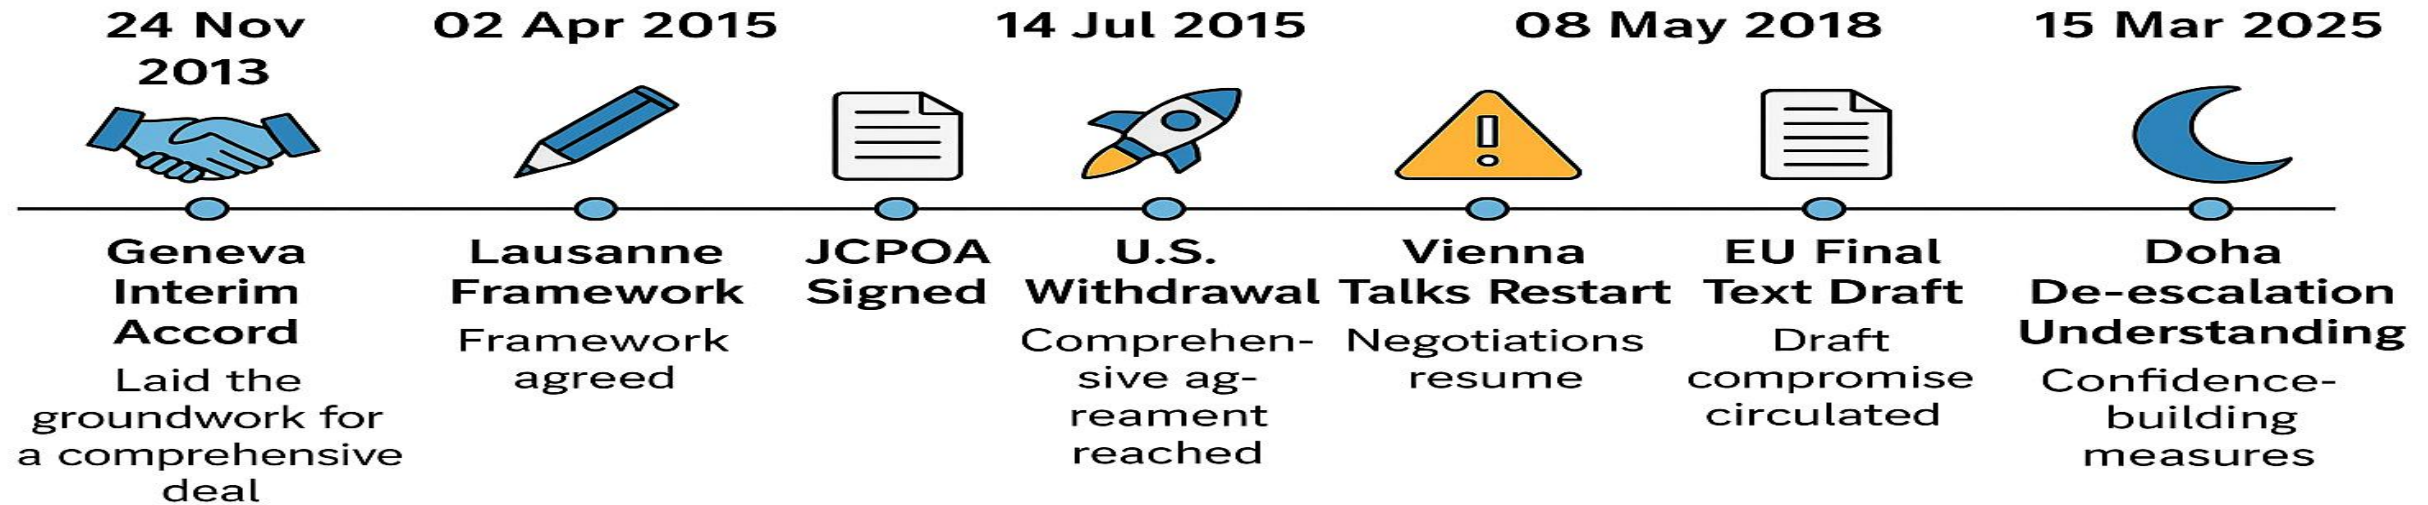 24 Nov
2013
02 Apr 2015
14 Jul 2015
08 May 2018
15 Mar 2025
Geneva
Interim
Accord
Laid the
groundwork for
a comprehensive
deal
Lausanne
Framework
Framework
agreed
JCPOA
Signed
U.S.
Withdrawal
Comprehen-
sive ag-
reament
reached
Vienna
Talks Restart
Negotiations
resume
EU Final
Text Draft
Draft
compromise
circulated
Doha
De-escalation
Understanding
Confidence-
building
measures